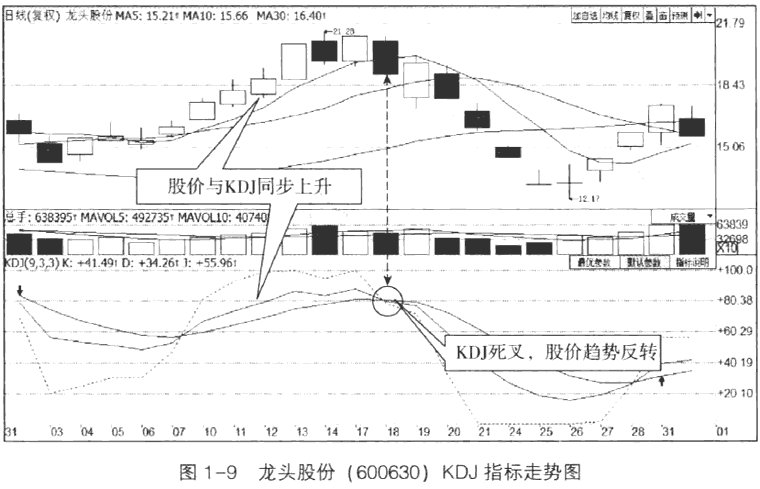 日线(复权) 龙头股份 MA5: 15.21↑ MA10: 15.66 MA30: 16.40↑
加自选 均线 复权 叠 预测
21.79
21.28
18.43
15.06
12.17
股价与KDJ同步上升
总手: 638395↑ MAVOL5: 492735↑ MAVOL10: 40740
成交量
63839
32698
X10
KDJ(9,3,3) K: +41.49↑ D: +34.26↑ J: +55.96↑
最优参数 默认参数 指标说明
+100.0
+80.38
+60.29
+40.19
+20.10
KDJ死叉，股价趋势反转
31 03 04 05 06 07 10 11 12 13 14 17 18 19 20 21 24 25 26 27 28 31 01
图 1-9 龙头股份（600630）KDJ 指标走势图